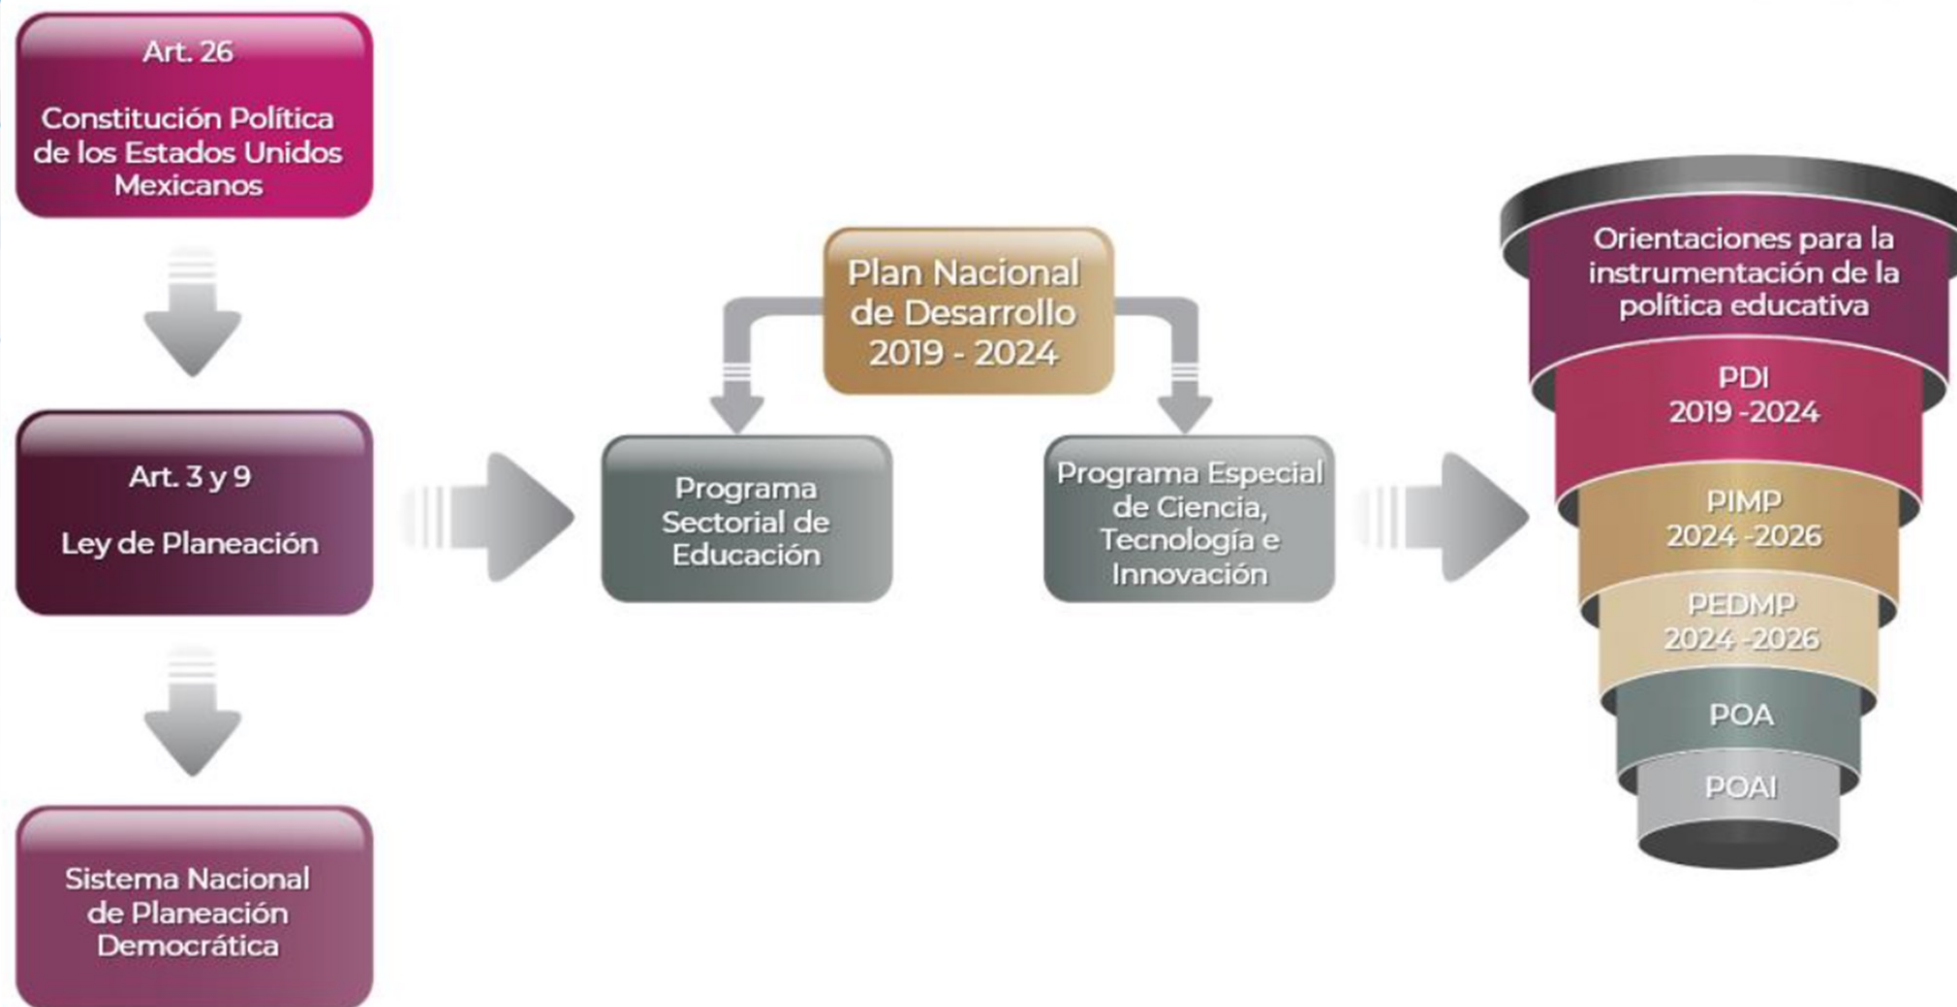 Art. 26
Constitución Política
de los Estados Unidos
Mexicanos
Art. 3 y 9
Ley de Planeación
Sistema Nacional
de Planeación
Democrática
Plan Nacional
de Desarrollo
2019 - 2024
Programa
Sectorial de
Educación
Programa Especial
de Ciencia,
Tecnología e
Innovación
Orientaciones para la
instrumentación de la
política educativa
PDI
2019 -2024
PIMP
2024 -2026
PEDMP
2024 -2026
POA
POAI